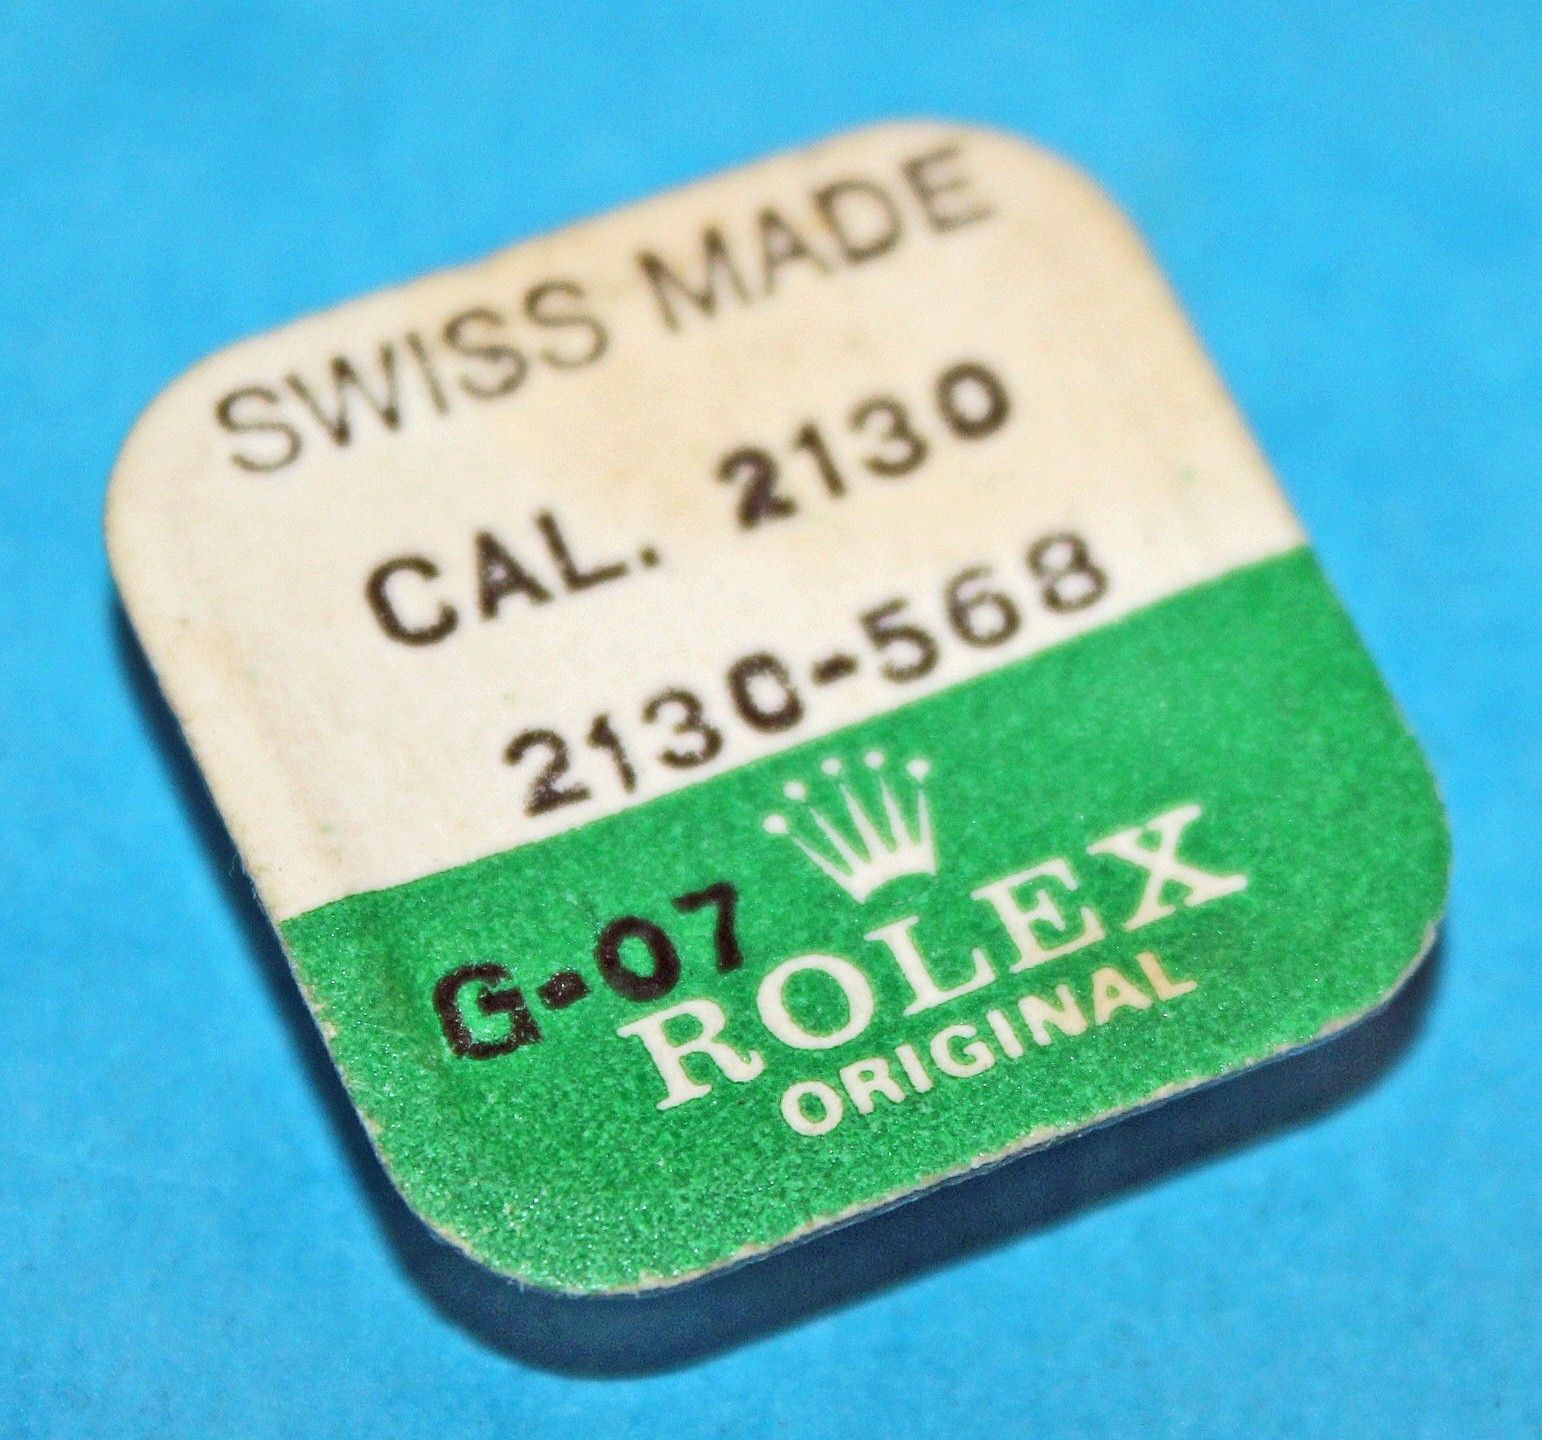 SWISS MADE
CAL. 2130
2130-568
G-07
ROLEX
ORIGINAL